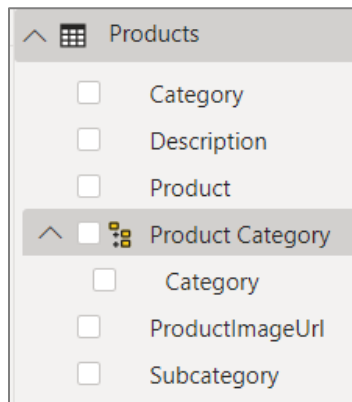 Products
Category
Description
Product
Product Category
Category
ProductImageUrl
Subcategory